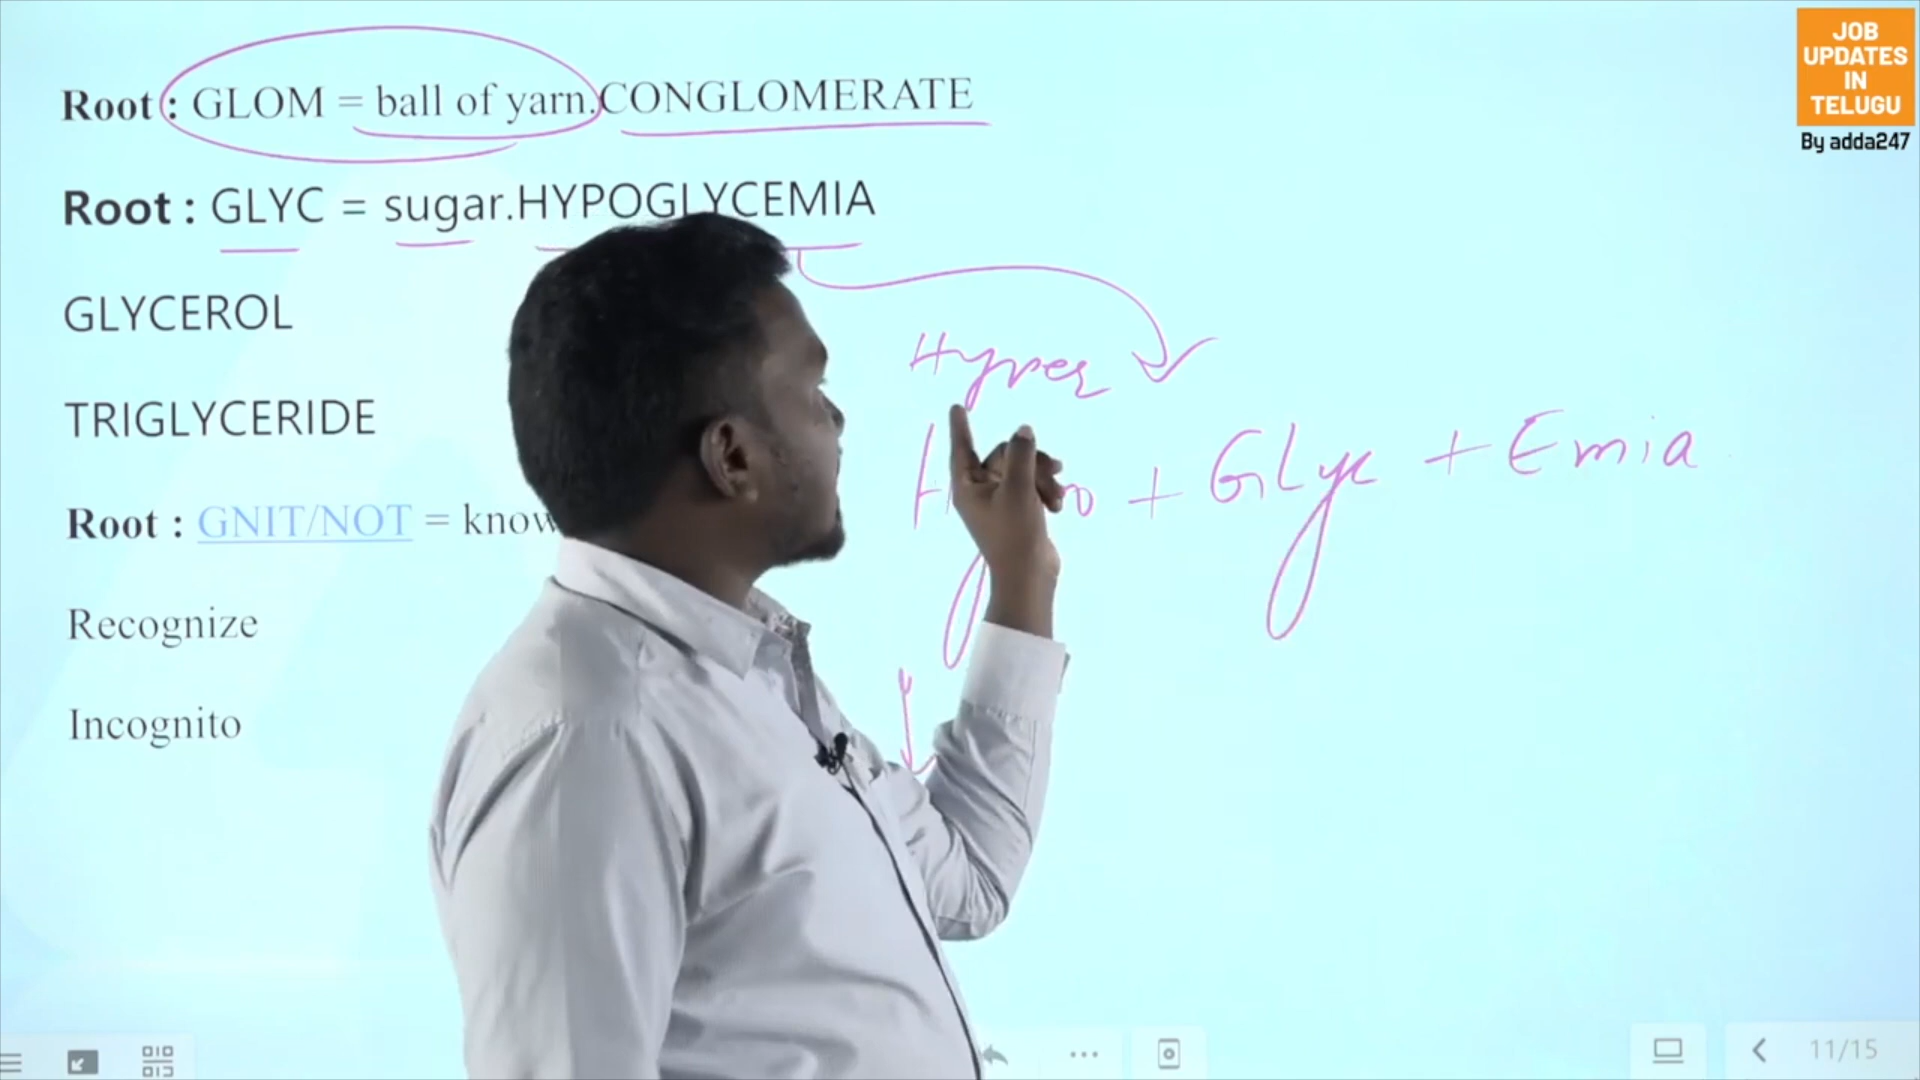 Root : GLOM = ball of yarn.CONGLOMERATE
Root : GLYC = sugar.HYPOGLYCEMIA
GLYCEROL
TRIGLYCERIDE
Root : GNIT/NOT = know
Recognize
Incognito
Hyper
+ Glyc + Emia
JOB
UPDATES
IN
TELUGU
By adda247
11/15